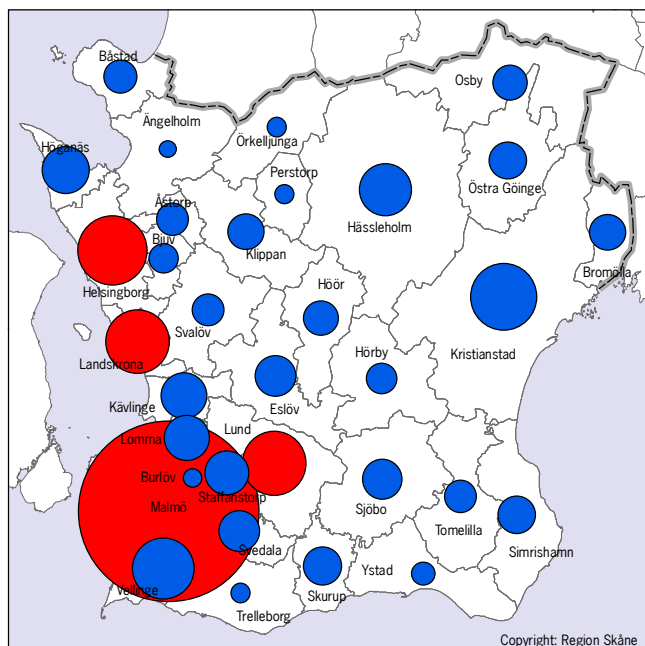 Båstad
Osby
Ängelholm
Örkelljunga
Höganäs
Perstorp
Östra Göinge
Åstorp
Hässleholm
Bjuv
Klippan
Höör
Bromölla
Helsingborg
Svalöv
Kristianstad
Hörby
Landskrona
Kävlinge
Eslöv
Lund
Lomma
Burlöv
Staffanstorp
Malmö
Sjöbo
Tomelilla
Svedala
Simrishamn
Ystad
Vellinge
Skurup
Trelleborg
Copyright: Region Skåne